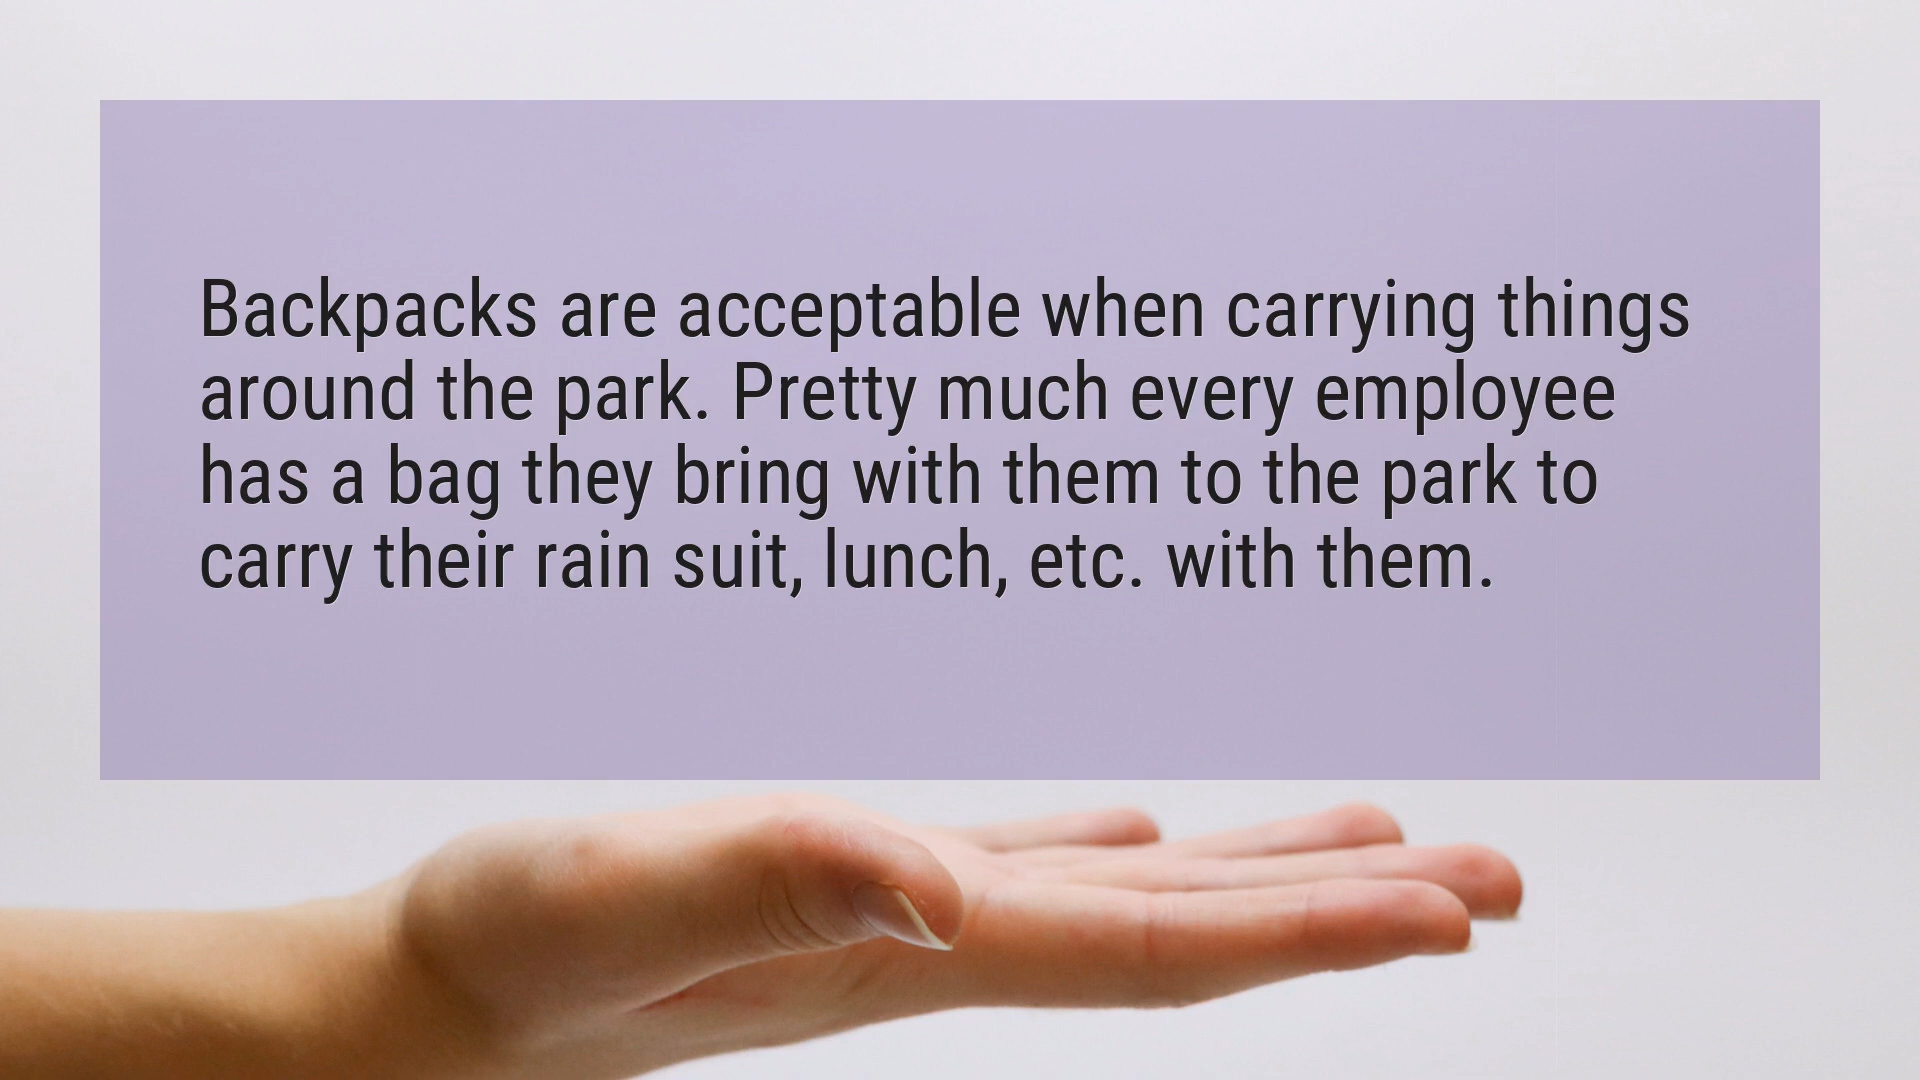 Backpacks are acceptable when carrying things
around the park. Pretty much every employee
has a bag they bring with them to the park to
carry their rain suit, lunch, etc. with them.